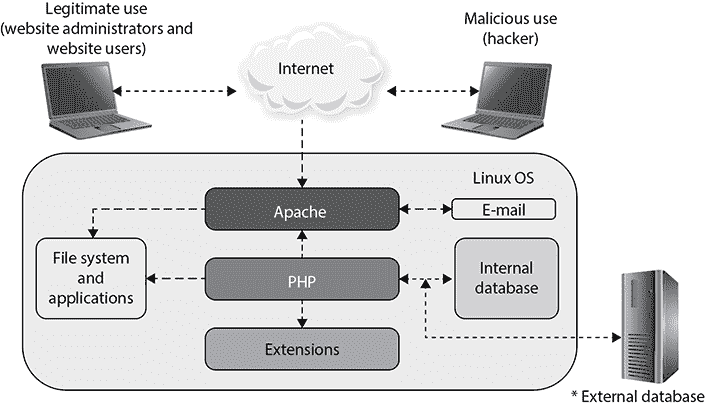 Legitimate use
(website administrators and
website users)
Malicious use
(hacker)
Internet
Linux OS
Apache
E-mail
File system
and
applications
PHP
Internal
database
Extensions
* External database